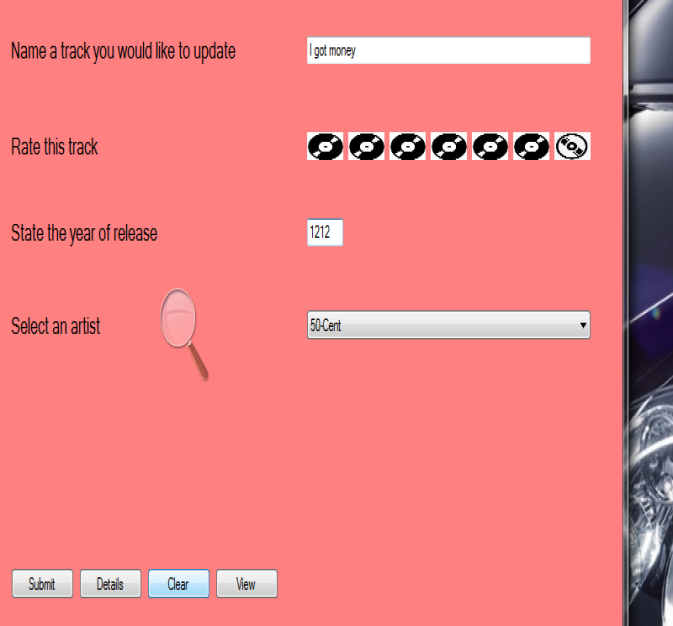 Name a track you would like to update
I got money
Rate this track
State the year of release
1212
Select an artist
50-Cent
Submit Details Clear View